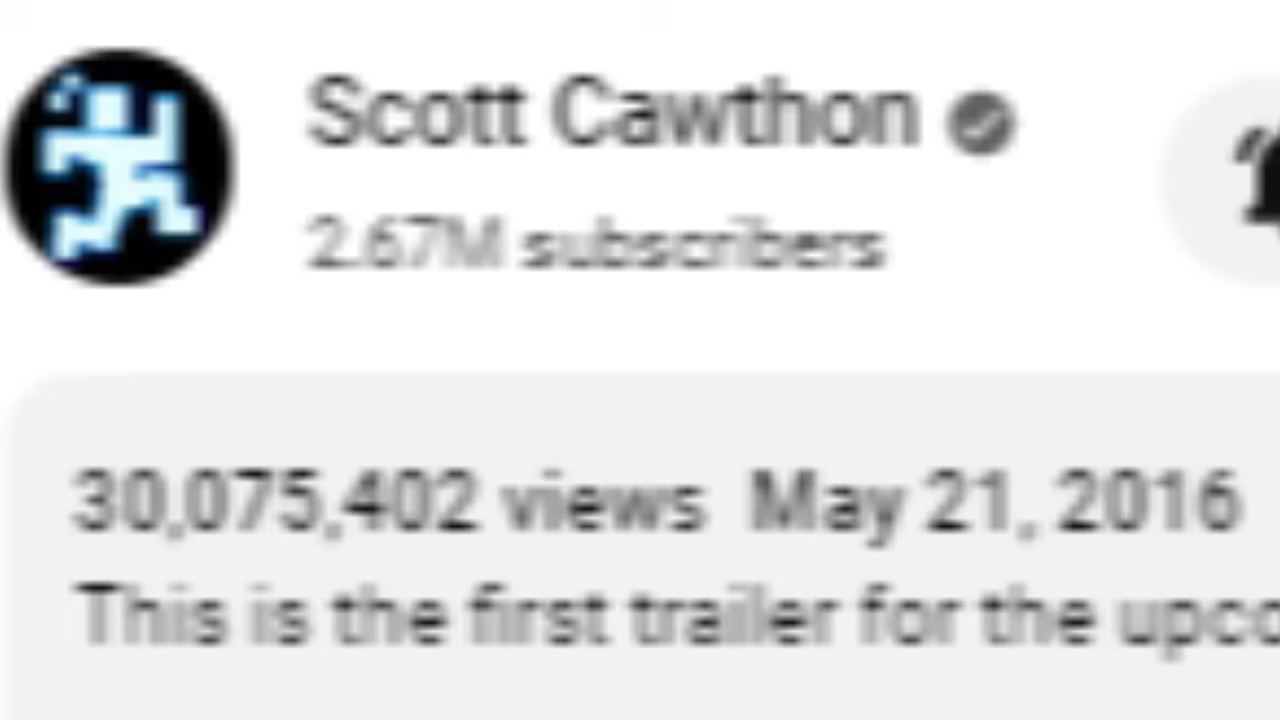 Scott Cawthon
2.67M subscribers
30,075,402 views May 21, 2016
This is the first trailer for the upco